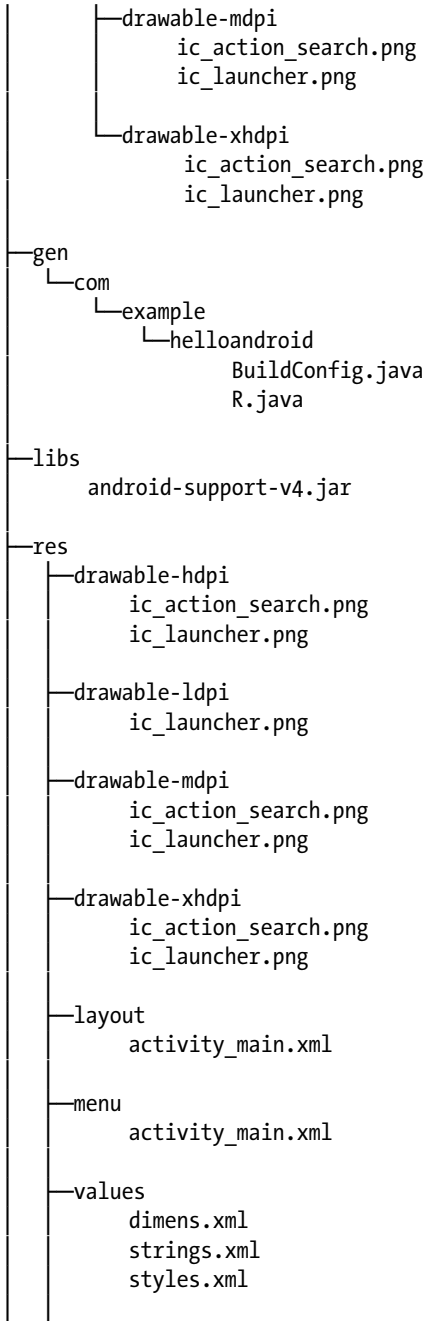 ├──drawable-mdpi
ic_action_search.png
ic_launcher.png
└──drawable-xhdpi
ic_action_search.png
ic_launcher.png
├──gen
└──com
└──example
└──helloandroid
BuildConfig.java
R.java
├──libs
android-support-v4.jar
├──res
├──drawable-hdpi
ic_action_search.png
ic_launcher.png
├──drawable-ldpi
ic_launcher.png
├──drawable-mdpi
ic_action_search.png
ic_launcher.png
├──drawable-xhdpi
ic_action_search.png
ic_launcher.png
├──layout
activity_main.xml
├──menu
activity_main.xml
├──values
dimens.xml
strings.xml
styles.xml